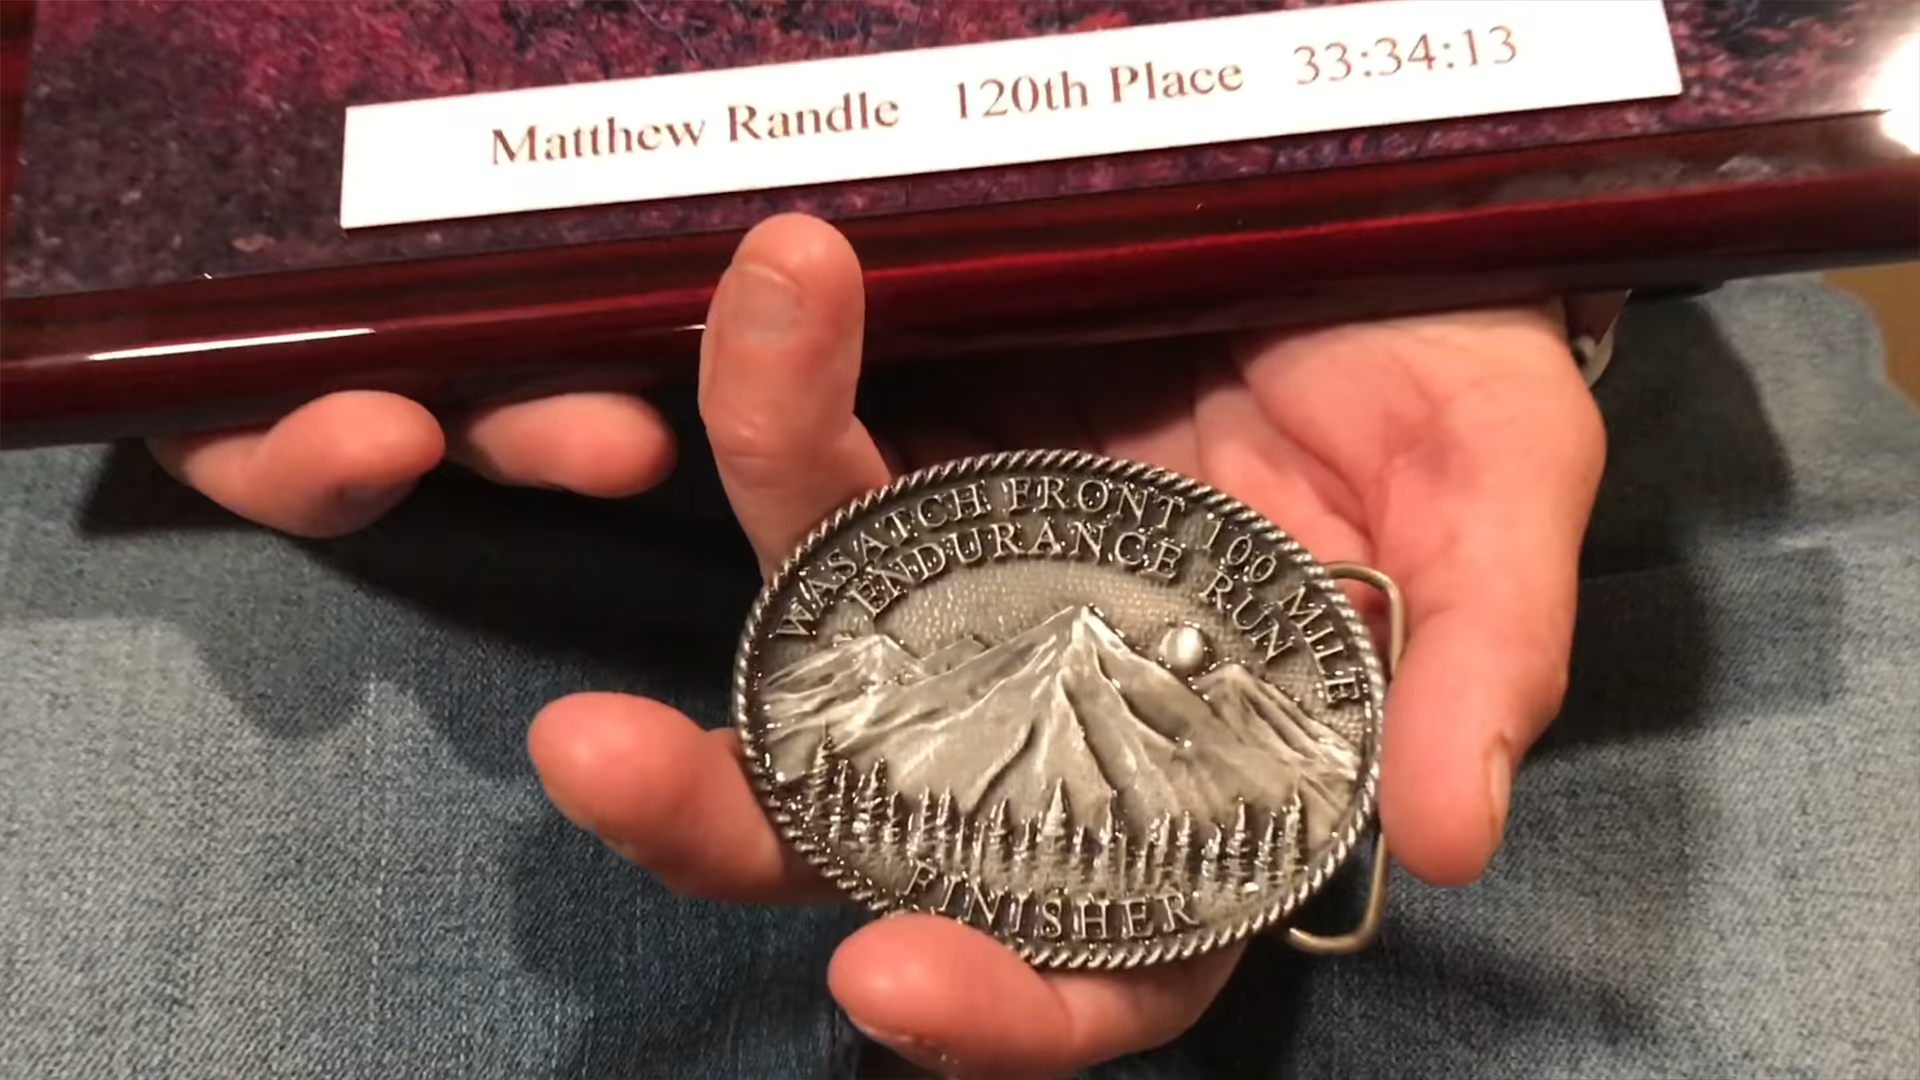 Matthew Randle 120th Place 33:34:13
WASATCH FRONT 100 MILE
ENDURANCE RUN
FINISHER